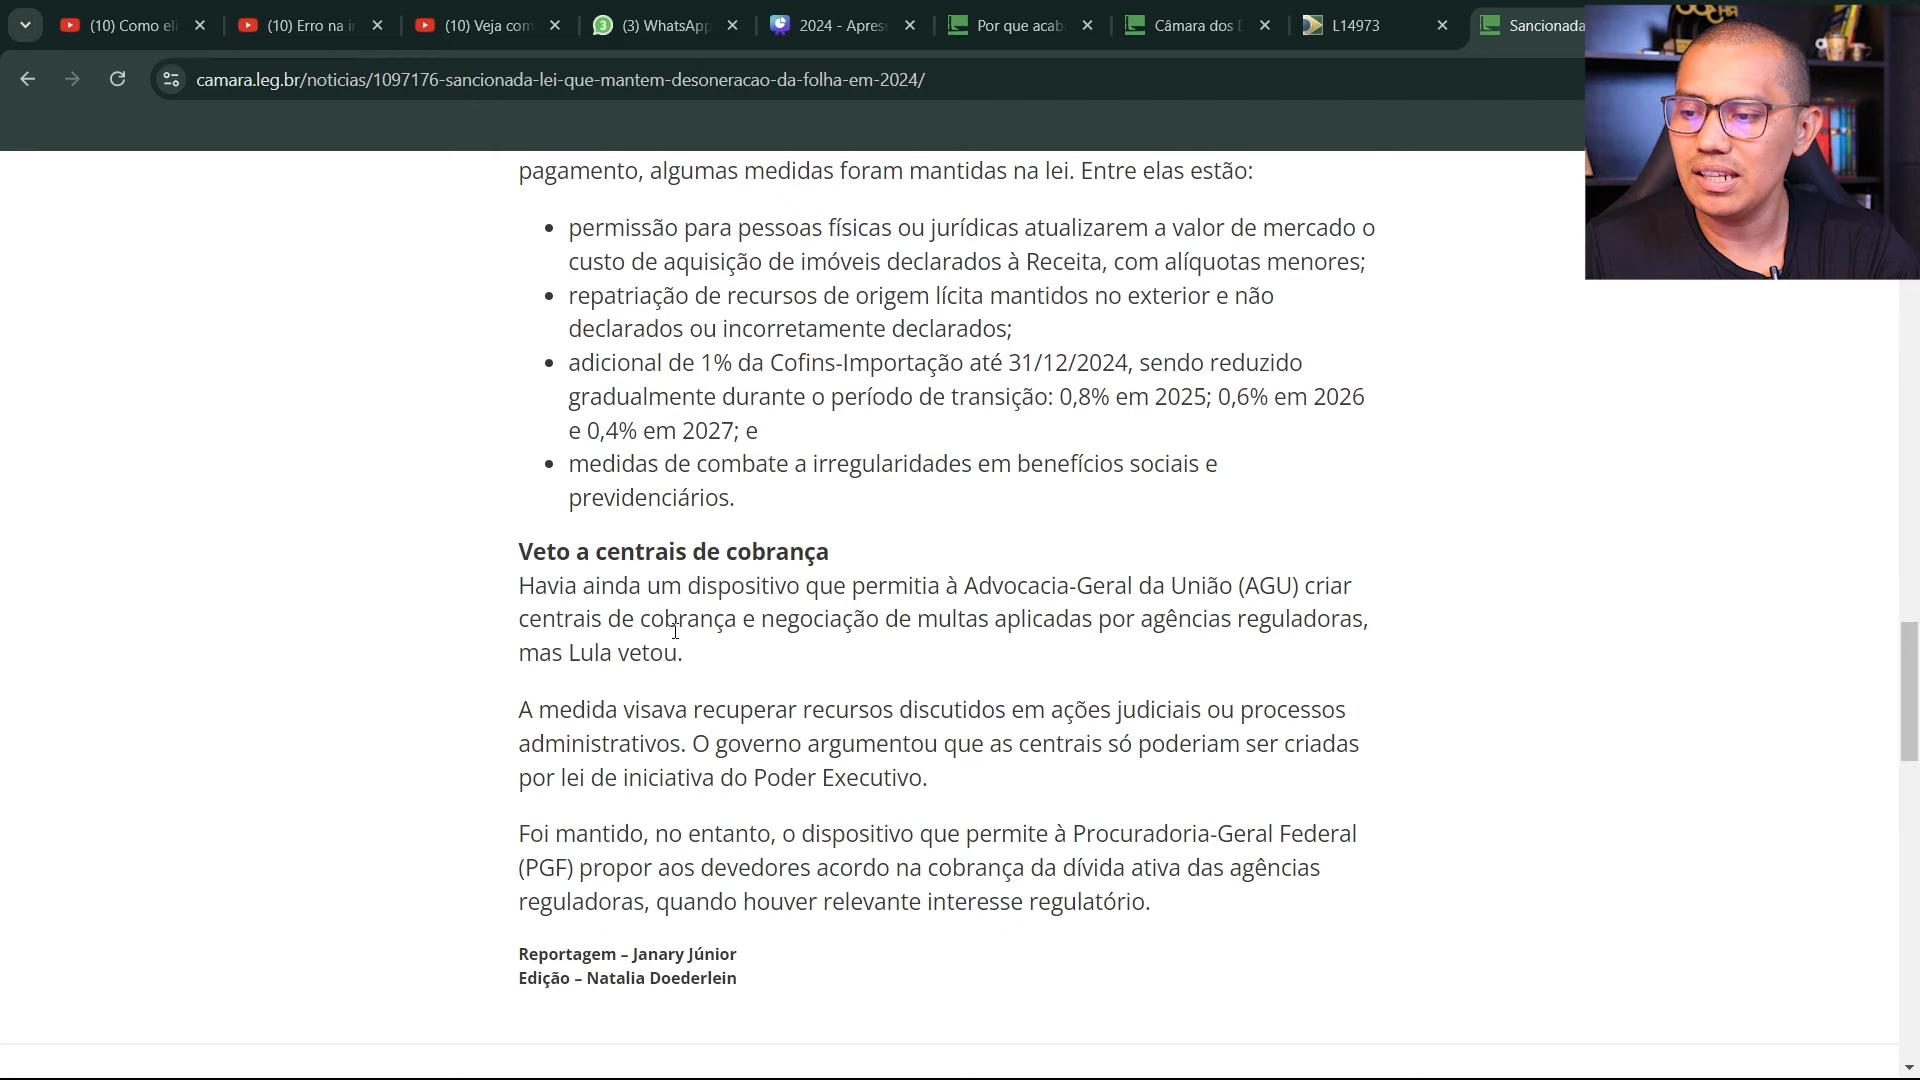 (10) Como eli
(10) Erro na i
(10) Veja com
(3) WhatsApp
2024 - Aprese
Por que acab
Câmara dos D
L14973
Sancionada
camara.leg.br/noticias/1097176-sancionada-lei-que-mantem-desoneracao-da-folha-em-2024/
pagamento, algumas medidas foram mantidas na lei. Entre elas estão:
permissão para pessoas físicas ou jurídicas atualizarem a valor de mercado o
custo de aquisição de imóveis declarados à Receita, com alíquotas menores;
repatriação de recursos de origem lícita mantidos no exterior e não
declarados ou incorretamente declarados;
adicional de 1% da Cofins-Importação até 31/12/2024, sendo reduzido
gradualmente durante o período de transição: 0,8% em 2025; 0,6% em 2026
e 0,4% em 2027; e
medidas de combate a irregularidades em benefícios sociais e
previdenciários.
Veto a centrais de cobrança
Havia ainda um dispositivo que permitia à Advocacia-Geral da União (AGU) criar
centrais de cobrança e negociação de multas aplicadas por agências reguladoras,
mas Lula vetou.
A medida visava recuperar recursos discutidos em ações judiciais ou processos
administrativos. O governo argumentou que as centrais só poderiam ser criadas
por lei de iniciativa do Poder Executivo.
Foi mantido, no entanto, o dispositivo que permite à Procuradoria-Geral Federal
(PGF) propor aos devedores acordo na cobrança da dívida ativa das agências
reguladoras, quando houver relevante interesse regulatório.
Reportagem – Janary Júnior
Edição – Natalia Doederlein